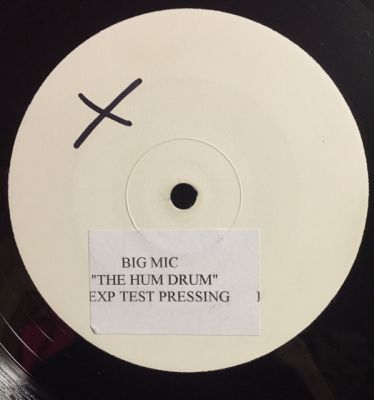 BIG MIC
"THE HUM DRUM"
EXP TEST PRESSING